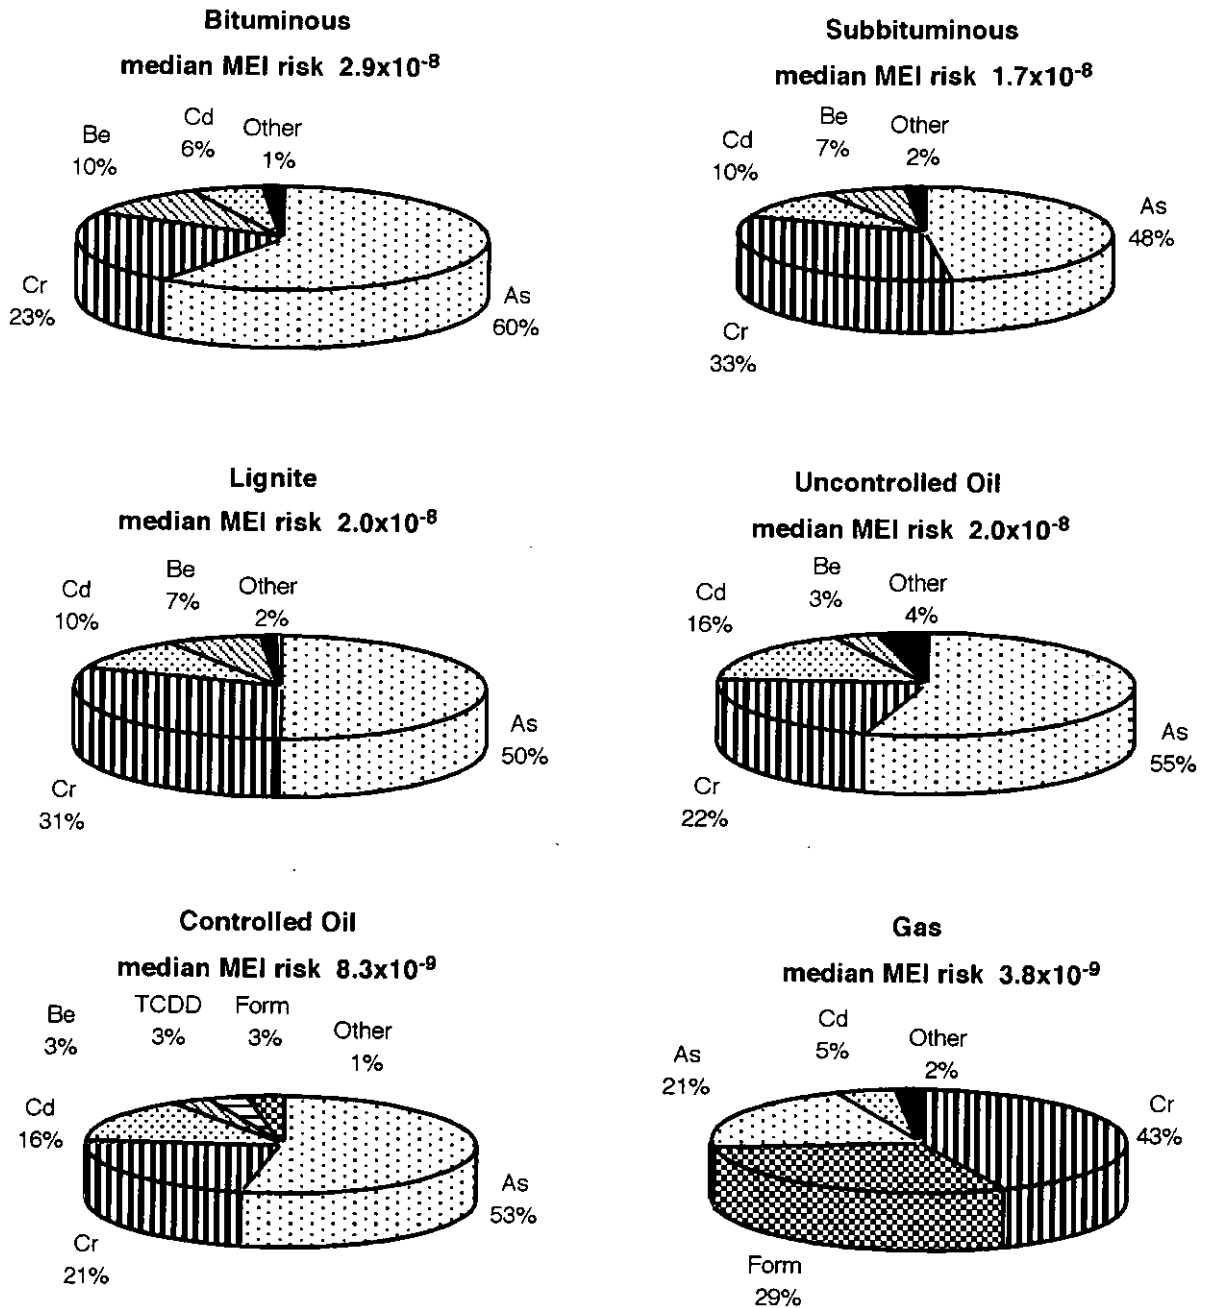 Bituminous
median MEI risk 2.9x10⁻⁸
Be
10%
Cd
6%
Other
1%
Cr
23%
As
60%
Subbituminous
median MEI risk 1.7x10⁻⁸
Cd
10%
Be
7%
Other
2%
As
48%
Cr
33%
Lignite
median MEI risk 2.0x10⁻⁸
Cd
10%
Be
7%
Other
2%
As
50%
Cr
31%
Uncontrolled Oil
median MEI risk 2.0x10⁻⁸
Cd
16%
Be
3%
Other
4%
As
55%
Cr
22%
Controlled Oil
median MEI risk 8.3x10⁻⁹
Be
3%
TCDD
3%
Form
3%
Other
1%
Cd
16%
As
53%
Cr
21%
Gas
median MEI risk 3.8x10⁻⁹
As
21%
Cd
5%
Other
2%
Cr
43%
Form
29%